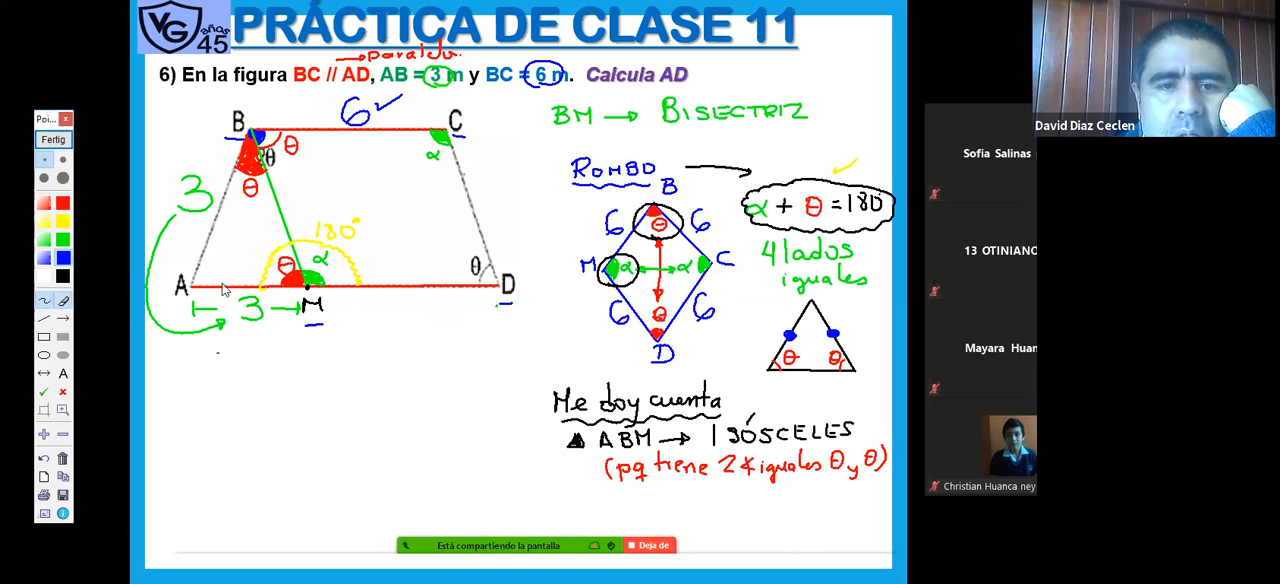 VG
años
45
PRÁCTICA DE CLASE 11
→ paralelo
6) En la figura BC // AD, AB = 3 m y BC = 6 m. Calcula AD
B
6 ✓
C
θ
θ
θ
α
3
180°
θ
α
θ
A
D
3
M
BM → BISECTRIZ
ROMBO
α + θ = 180
4 lados
iguales
B
6
θ
6
M
α
α
C
6
θ
6
D
θ
θ
Me doy cuenta
▲ ABM → ISÓSCELES
(pq tiene 2∢ iguales θ y θ)
Poi...
Fertig
A
Está compartiendo la pantalla
Deja de
David Diaz Ceclen
Sofia Salinas
13 OTINIANO
Mayara Huan
Christian Huanca ney